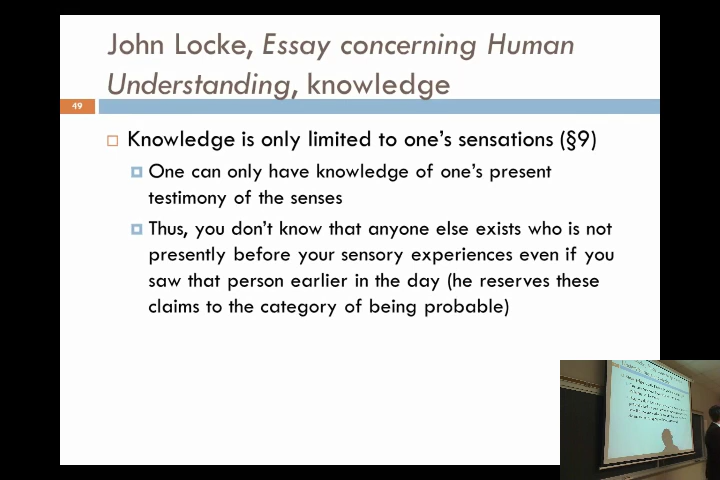 John Locke, Essay concerning Human
Understanding, knowledge
49
Knowledge is only limited to one's sensations (§9)
One can only have knowledge of one's present
testimony of the senses
Thus, you don't know that anyone else exists who is not
presently before your sensory experiences even if you
saw that person earlier in the day (he reserves these
claims to the category of being probable)